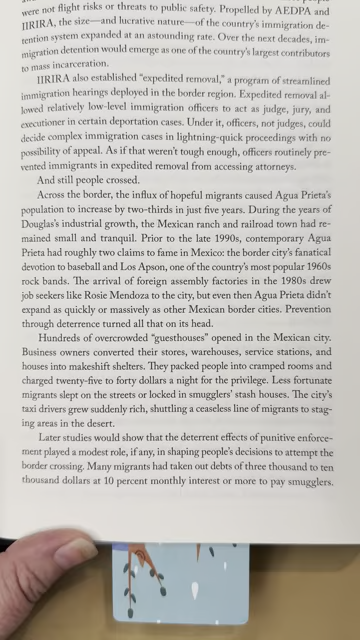 were not flight risks or threats to public safety. Propelled by AEDPA and
IIRIRA, the size—and lucrative nature—of the country's immigration de-
tention system expanded at an astounding rate. Over the next decades, im-
migration detention would emerge as one of the country's largest contributors
to mass incarceration.
IIRIRA also established "expedited removal," a program of streamlined
immigration hearings deployed in the border region. Expedited removal al-
lowed relatively low-level immigration officers to act as judge, jury, and
executioner in certain deportation cases. Under it, officers, not judges, could
decide complex immigration cases in lightning-quick proceedings with no
possibility of appeal. As if that weren't tough enough, officers routinely pre-
vented immigrants in expedited removal from accessing attorneys.
And still people crossed.
Across the border, the influx of hopeful migrants caused Agua Prieta's
population to increase by two-thirds in just five years. During the years of
Douglas's industrial growth, the Mexican ranch and railroad town had re-
mained small and tranquil. Prior to the late 1990s, contemporary Agua
Prieta had roughly two claims to fame in Mexico: the border city's fanatical
devotion to baseball and Los Apson, one of the country's most popular 1960s
rock bands. The arrival of foreign assembly factories in the 1980s drew
job seekers like Rosie Mendoza to the city, but even then Agua Prieta didn't
expand as quickly or massively as other Mexican border cities. Prevention
through deterrence turned all that on its head.
Hundreds of overcrowded "guesthouses" opened in the Mexican city.
Business owners converted their stores, warehouses, service stations, and
houses into makeshift shelters. They packed people into cramped rooms and
charged twenty-five to forty dollars a night for the privilege. Less fortunate
migrants slept on the streets or locked in smugglers' stash houses. The city's
taxi drivers grew suddenly rich, shuttling a ceaseless line of migrants to stag-
ing areas in the desert.
Later studies would show that the deterrent effects of punitive enforce-
ment played a modest role, if any, in shaping people's decisions to attempt the
border crossing. Many migrants had taken out debts of three thousand to ten
thousand dollars at 10 percent monthly interest or more to pay smugglers.